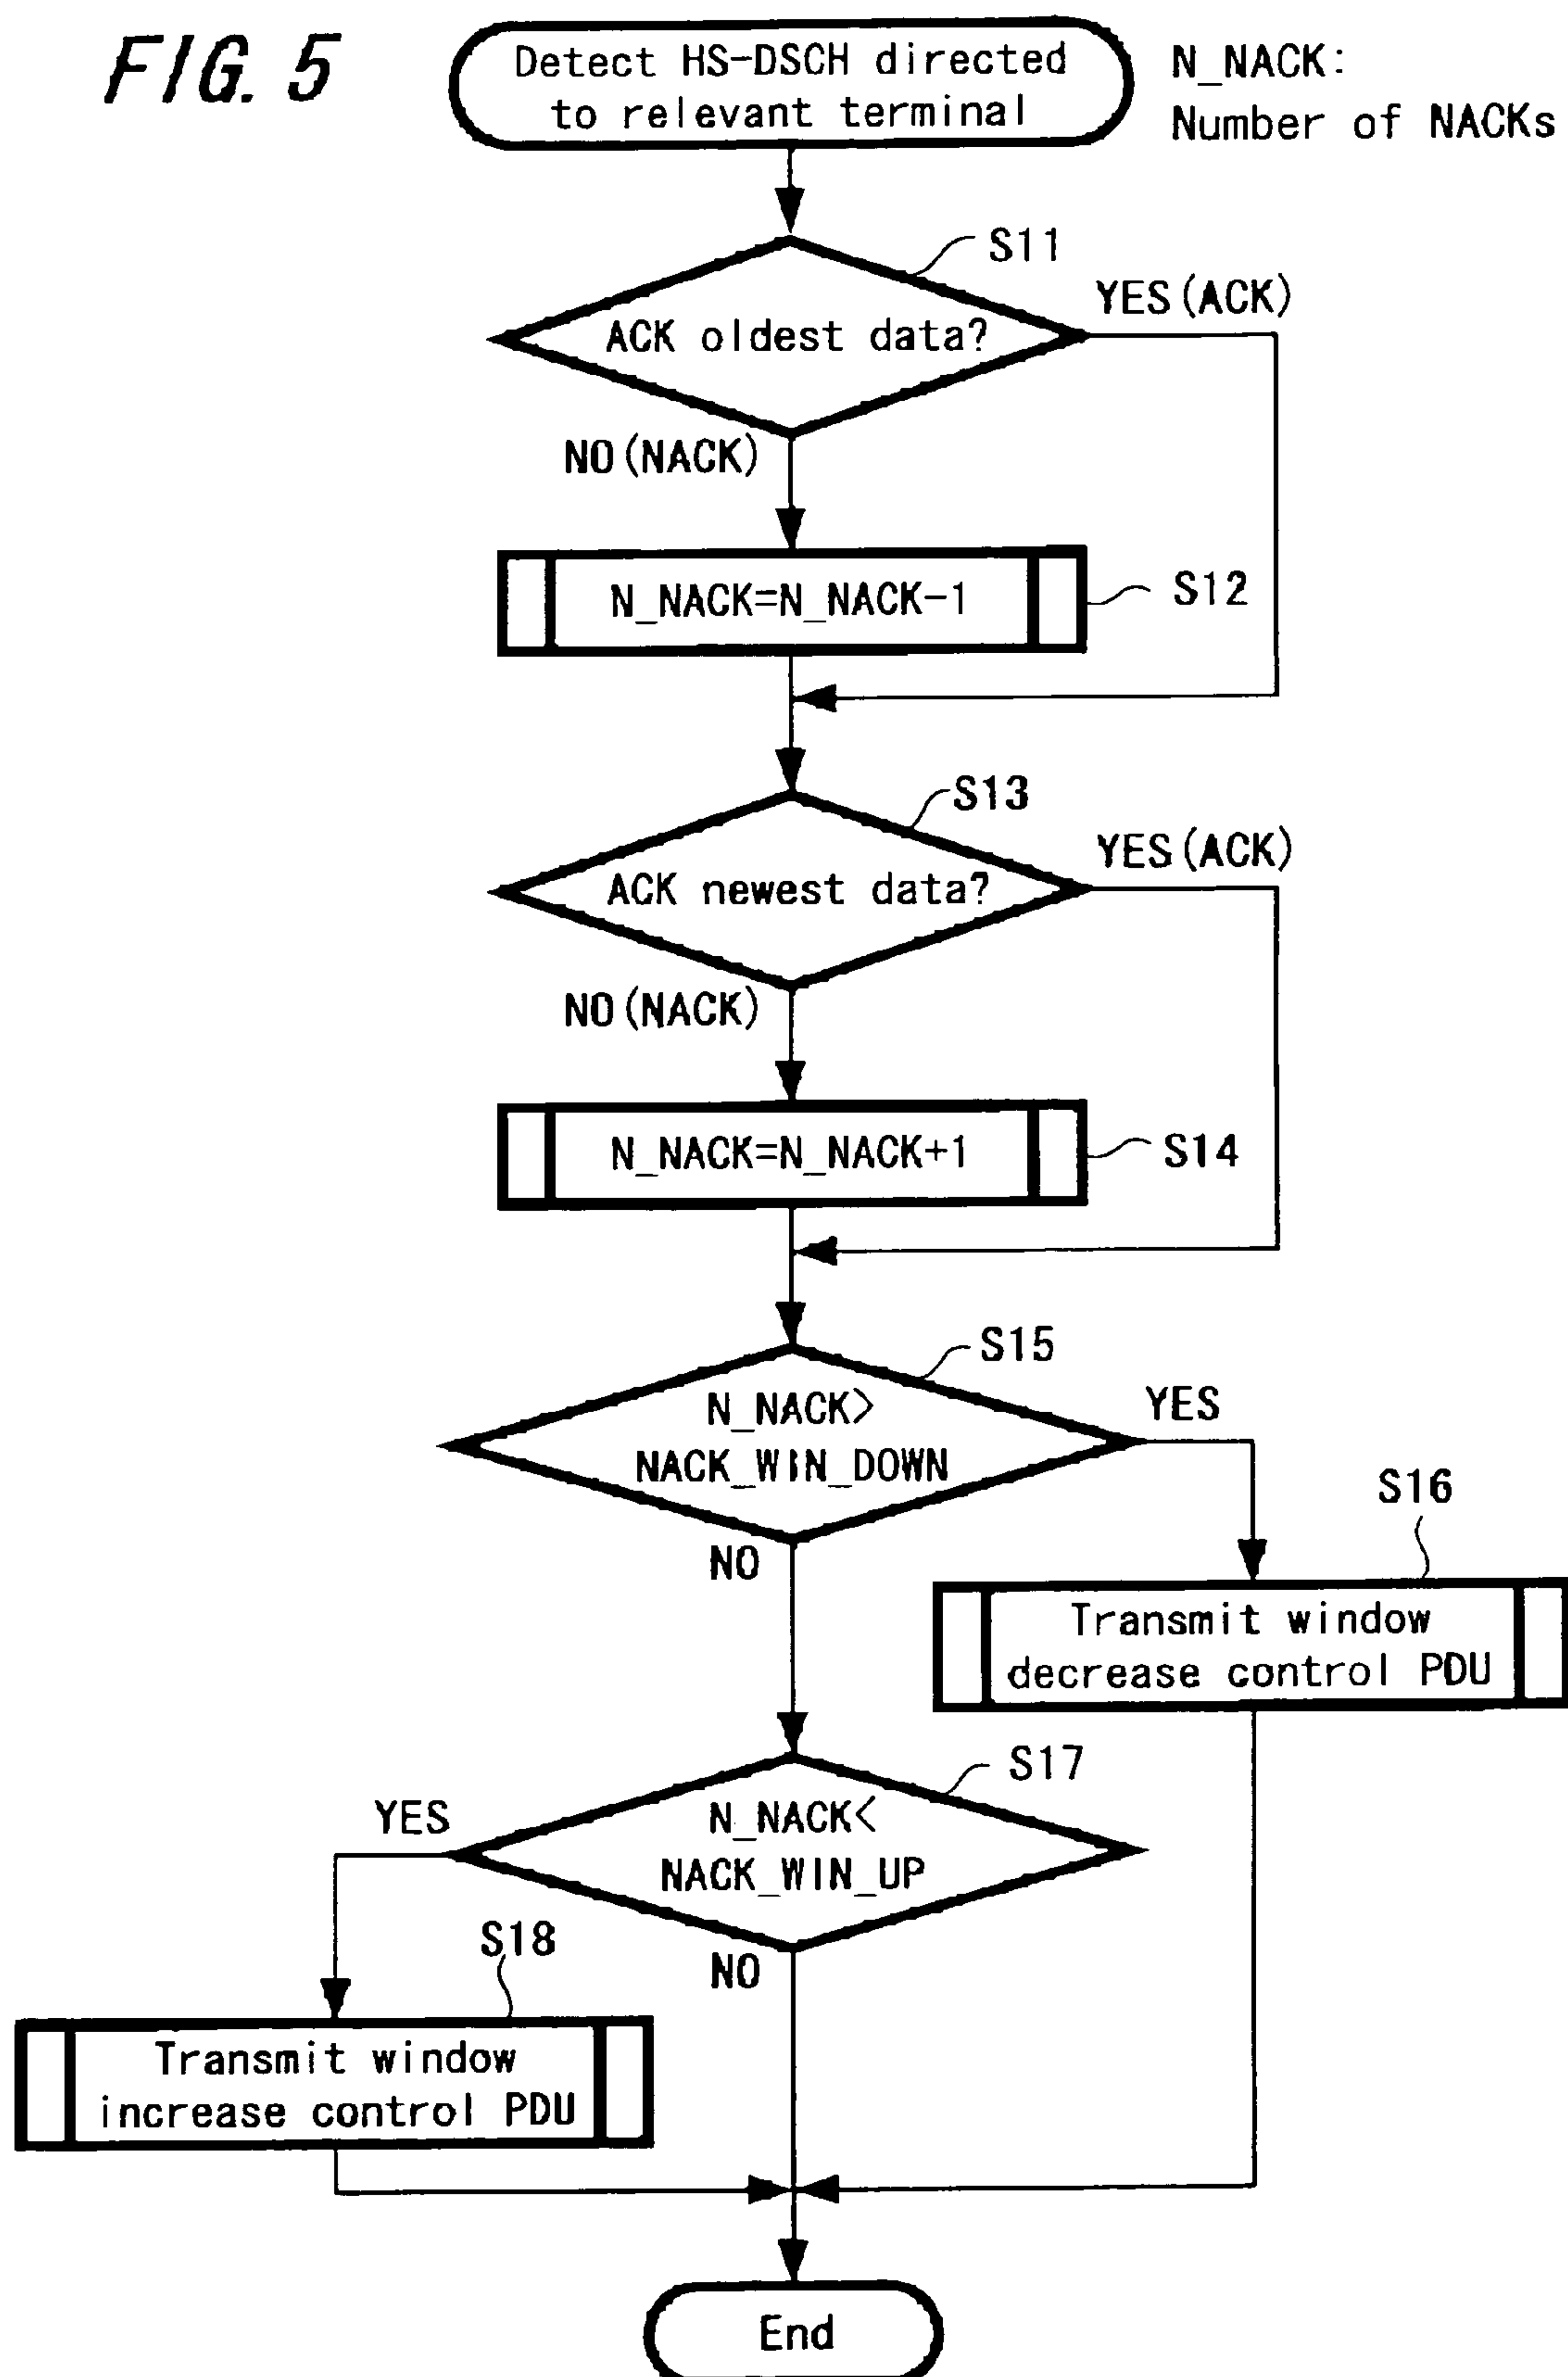 FIG. 5
Detect HS-DSCH directed
to relevant terminal
N_NACK:
Number of NACKs
S11
YES(ACK)
ACK oldest data?
NO(NACK)
N_NACK=N_NACK-1
S12
S13
YES(ACK)
ACK newest data?
NO(NACK)
N_NACK=N_NACK+1
S14
S15
N_NACK>
NACK_WIN_DOWN
YES
NO
S16
Transmit window
decrease control PDU
S17
YES
N_NACK<
NACK_WIN_UP
NO
S18
Transmit window
increase control PDU
End